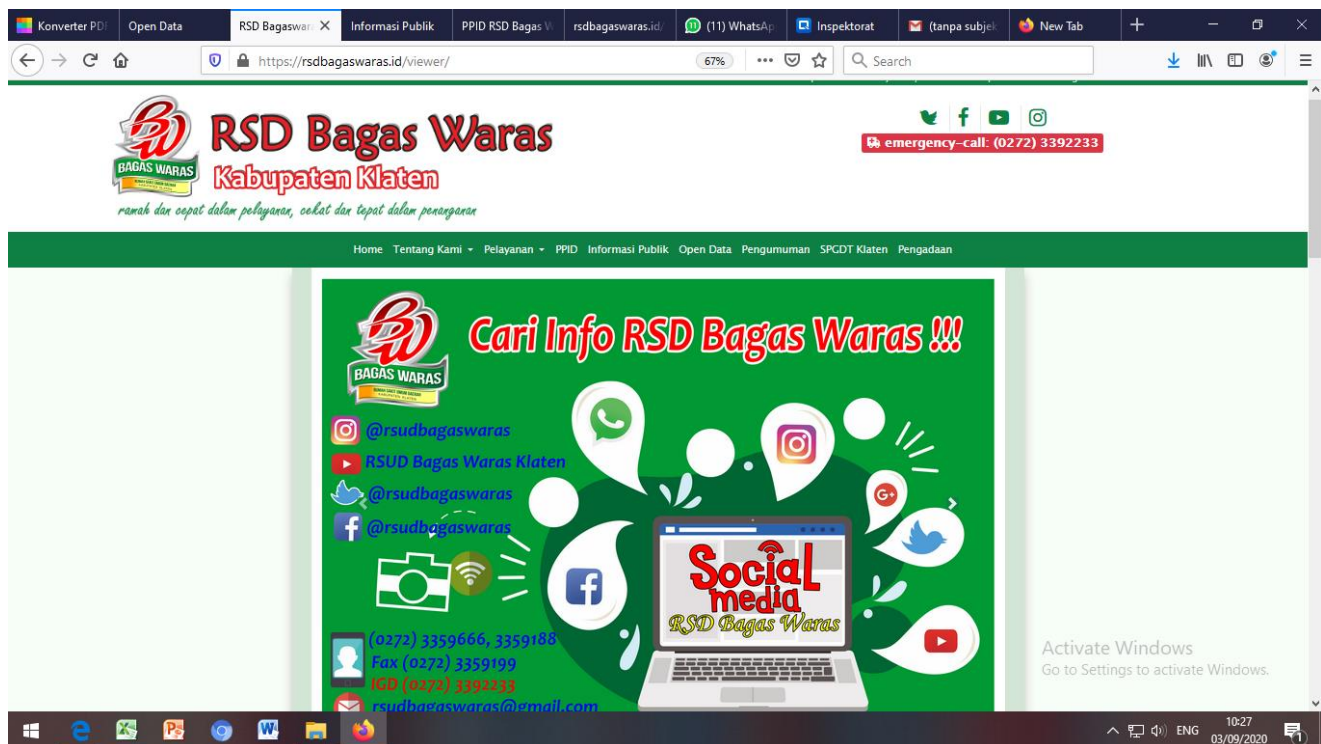 Konverter PD
Open Data
RSD Bagaswar
Informasi Publik
PPID RSD Bagas W
rsdbagaswaras.id/
(11) WhatsAp
Inspektorat
(tanpa subjek
New Tab
https://rsdbagaswaras.id/viewer/
67%
Search
BAGAS WARAS
RSD Bagas Waras
Kabupaten Klaten
ramah dan cepat dalam pelayanan, cekat dan tepat dalam penanganan
emergency-call: (0272) 3392233
Home Tentang Kami Pelayanan PPID Informasi Publik Open Data Pengumuman SPGDT Klaten Pengadaan
BAGAS WARAS
Cari Info RSD Bagas Waras !!!
@rsudbagaswaras
RSUD Bagas Waras Klaten
@rsudbagaswaras
@rsudbagaswaras
G+
Social
media
RSD Bagas Waras
(0272) 3359666, 3359188
Fax (0272) 3359199
IGD (0272) 3392233
rsudbagaswaras@gmail.com
Activate Windows
Go to Settings to activate Windows.
ENG
10:27
03/09/2020